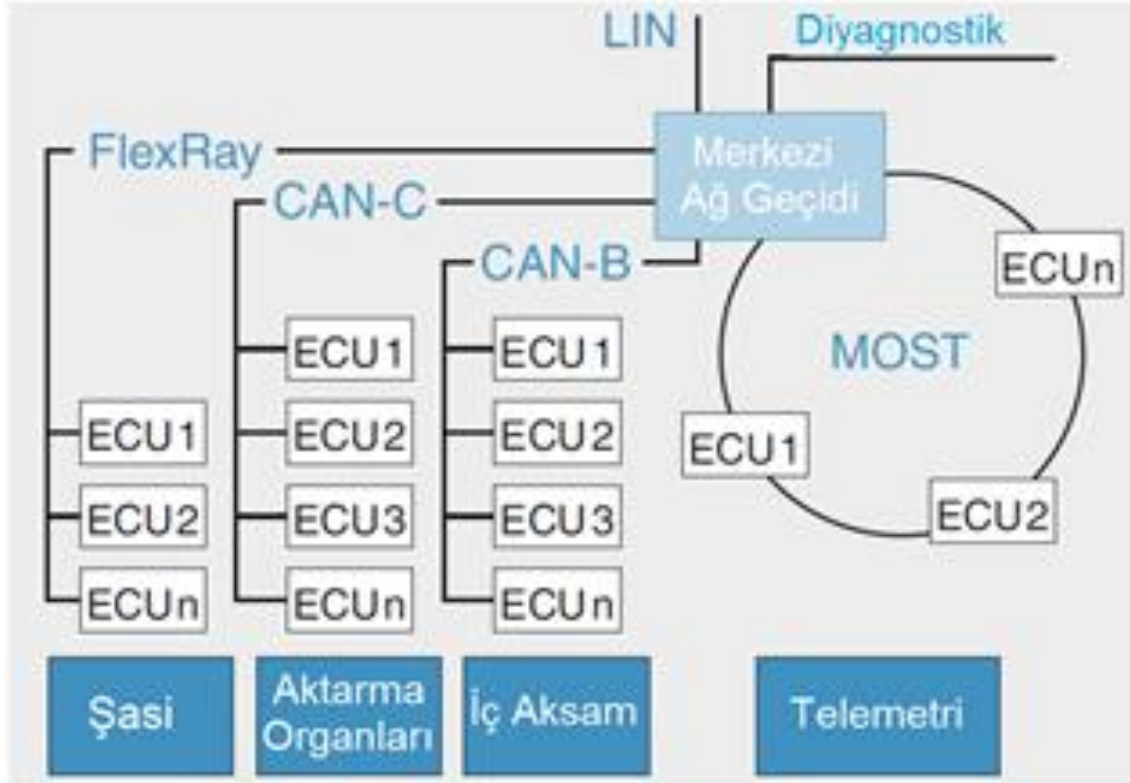 LIN
Diyagnostik
FlexRay
Merkezi
Ağ Geçidi
CAN-C
CAN-B
ECUn
MOST
ECU1
ECU2
ECU1
ECU2
ECUn
ECU1
ECU2
ECU3
ECUn
ECU1
ECU2
ECU3
ECUn
Şasi
Aktarma
Organları
İç Aksam
Telemetri